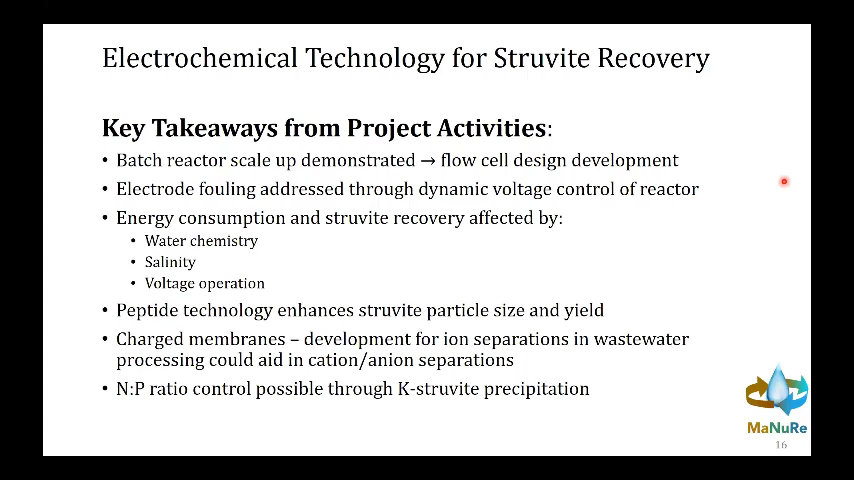 Electrochemical Technology for Struvite Recovery
Key Takeaways from Project Activities:
• Batch reactor scale up demonstrated → flow cell design development
• Electrode fouling addressed through dynamic voltage control of reactor
• Energy consumption and struvite recovery affected by:
• Water chemistry
• Salinity
• Voltage operation
• Peptide technology enhances struvite particle size and yield
• Charged membranes – development for ion separations in wastewater
processing could aid in cation/anion separations
• N:P ratio control possible through K-struvite precipitation
MaNuRe
16